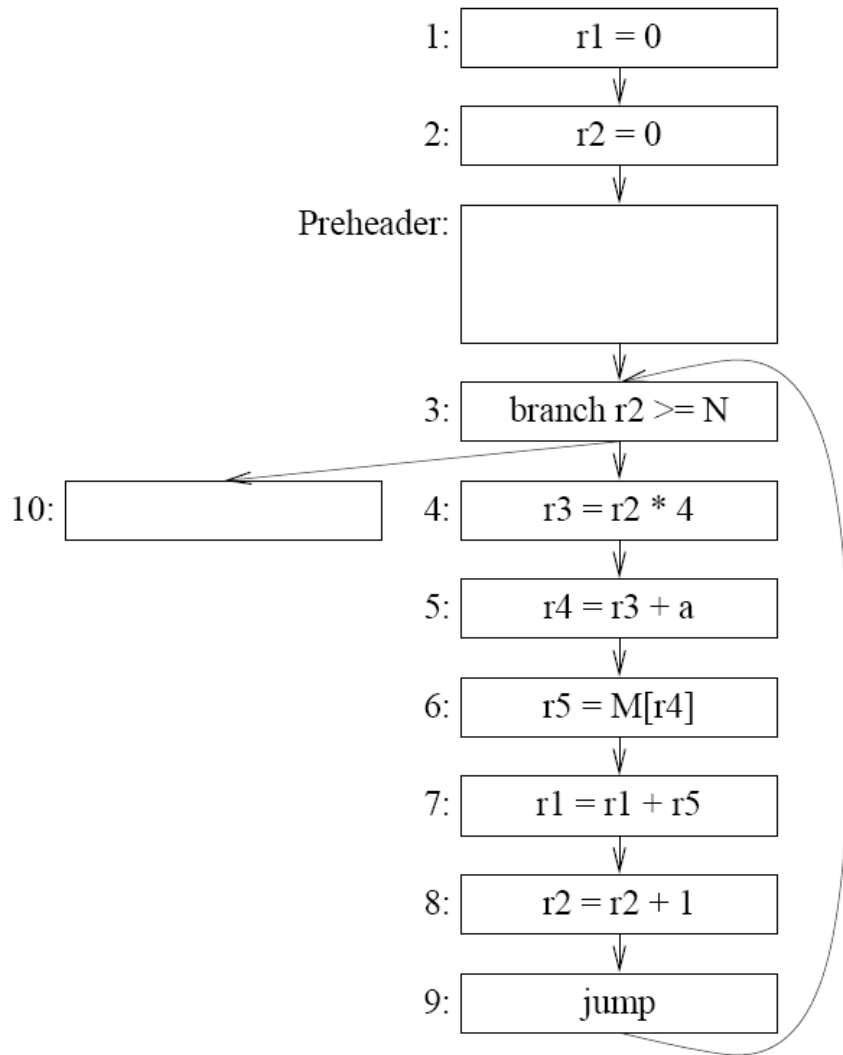 1: r1 = 0
2: r2 = 0
Preheader:
3: branch r2 >= N
10:
4: r3 = r2 * 4
5: r4 = r3 + a
6: r5 = M[r4]
7: r1 = r1 + r5
8: r2 = r2 + 1
9: jump